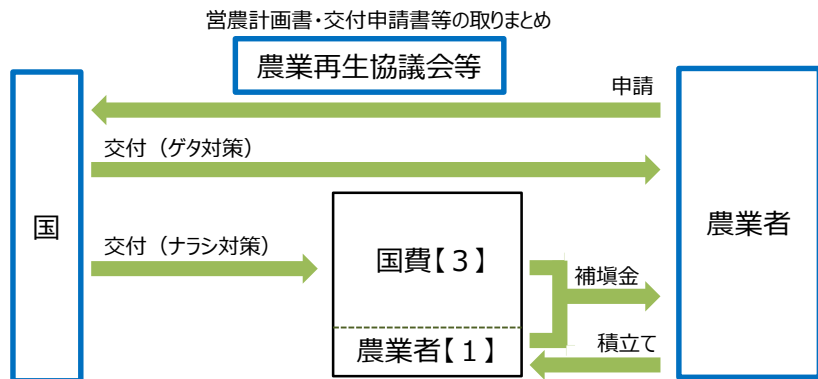 営農計画書・交付申請書等の取りまとめ
農業再生協議会等
申請
交付（ゲタ対策）
国
農業者
交付（ナラシ対策）
国費【３】
補塡金
農業者【１】
積立て